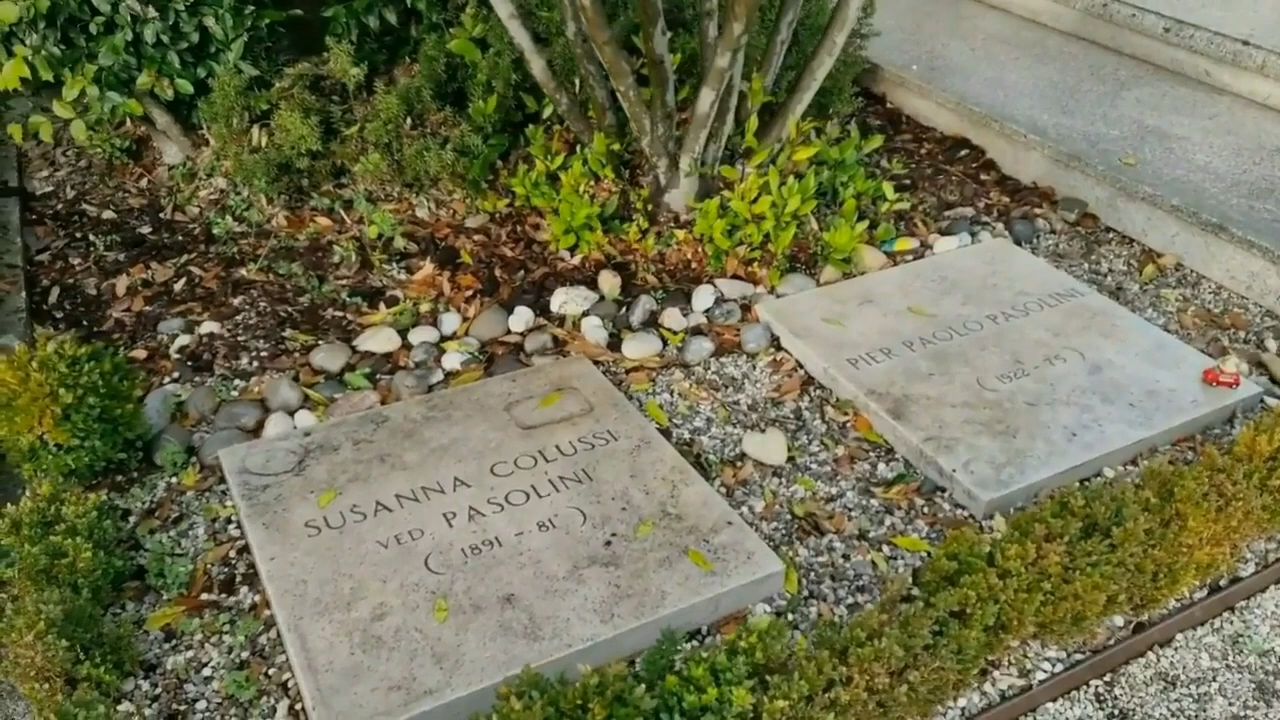 SUSANNA COLUSSI
VED. PASOLINI
( 1891 - 81 )
PIER PAOLO PASOLINI
( 1922 - 75 )